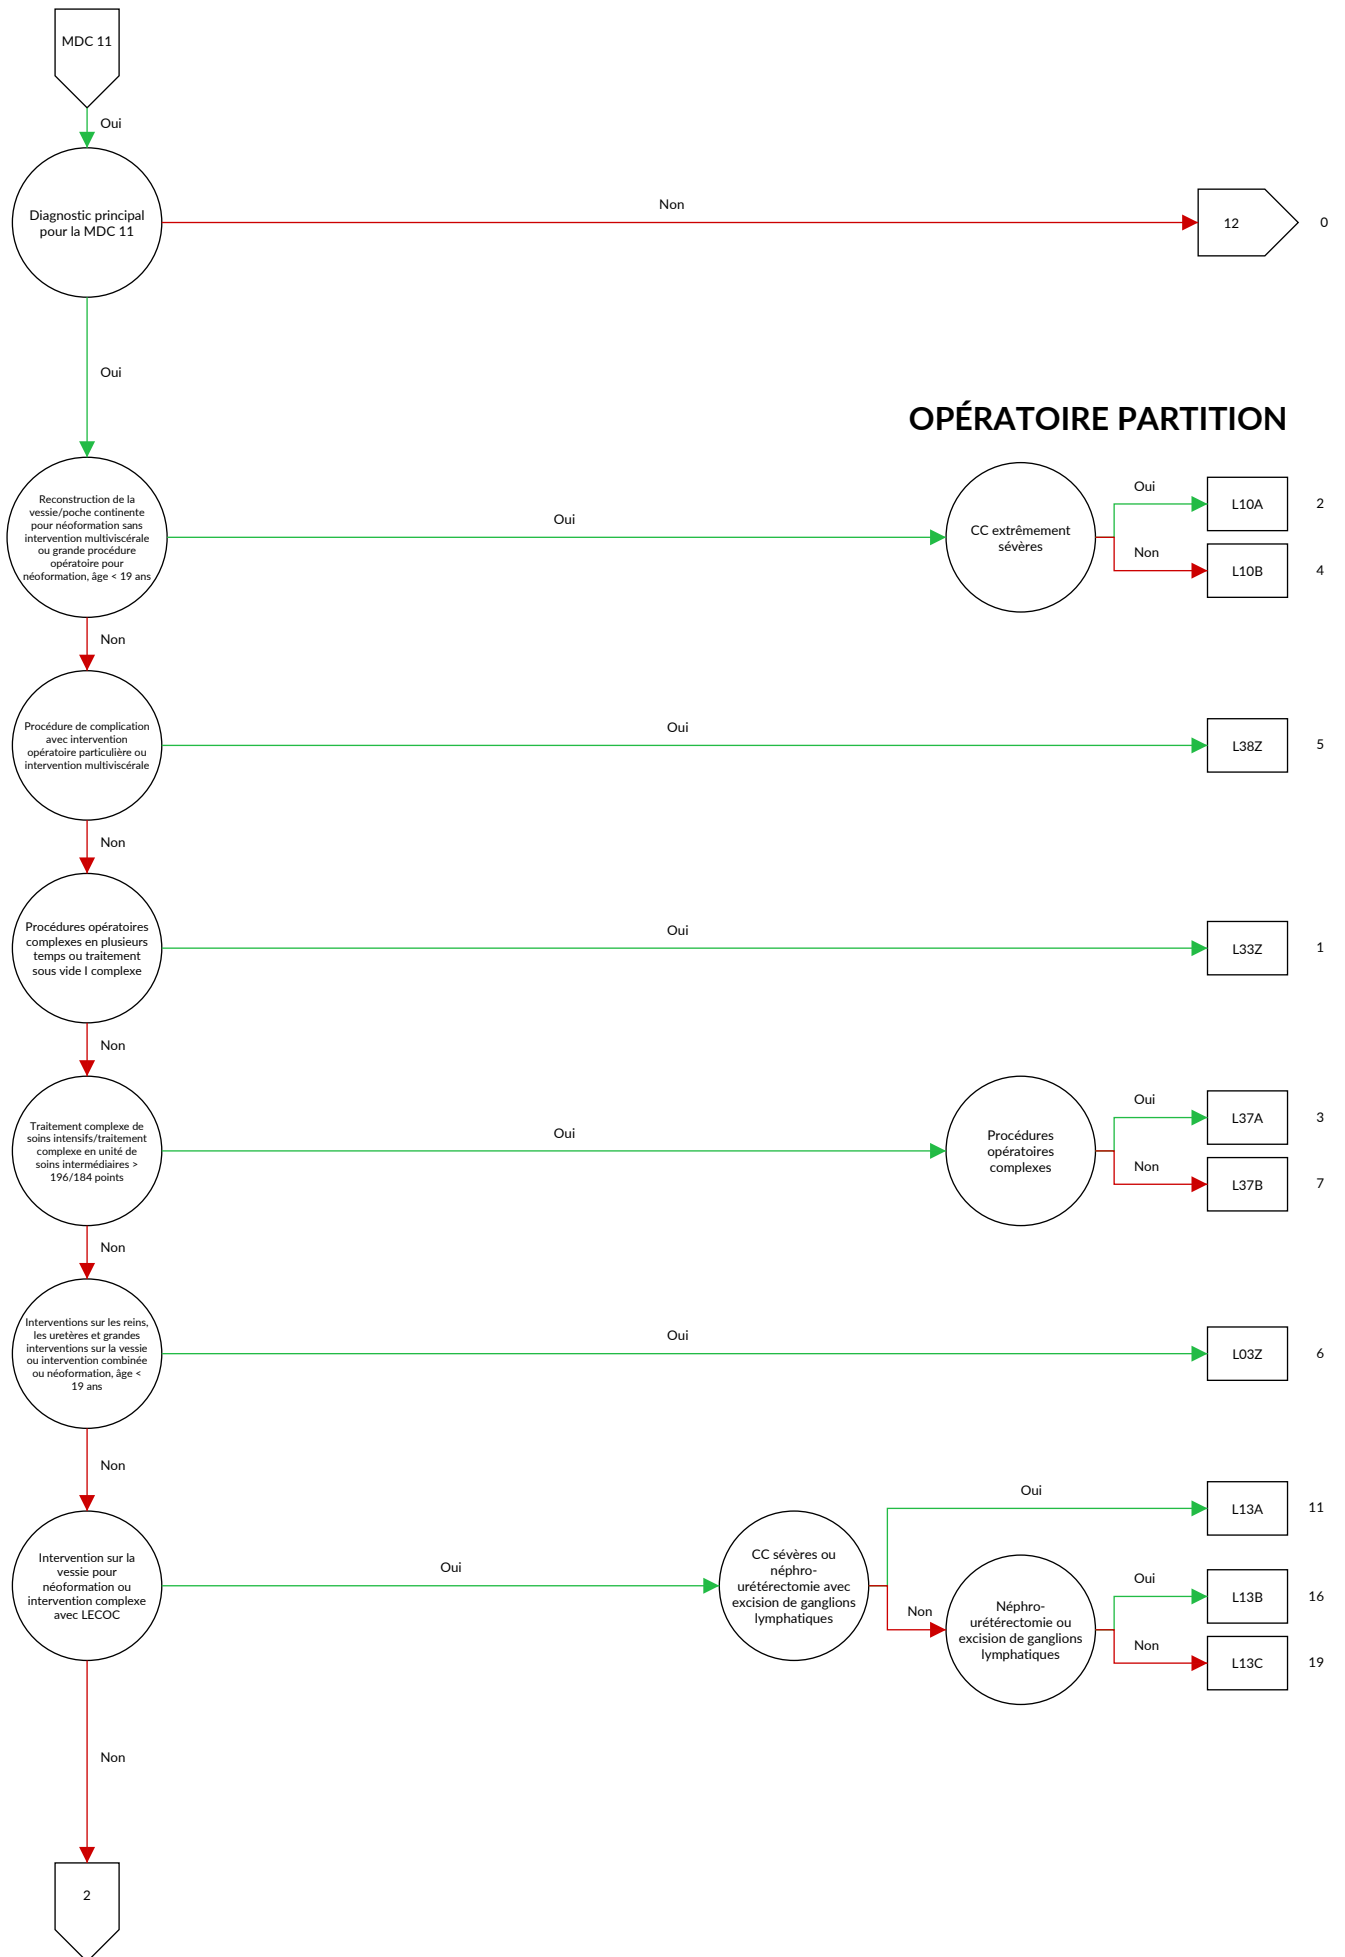 MDC 11
Oui
Diagnostic principal
pour la MDC 11
Non
12
0
Oui
OPÉRATOIRE PARTITION
Reconstruction de la
vessie/poche continente
pour néoformation sans
intervention multiviscérale
ou grande procédure
opératoire pour
néoformation, âge < 19 ans
Oui
CC extrêmement
sévères
Oui
L10A
2
Non
L10B
4
Non
Procédure de complication
avec intervention
opératoire particulière ou
intervention multiviscérale
Oui
L38Z
5
Non
Procédures opératoires
complexes en plusieurs
temps ou traitement
sous vide I complexe
Oui
L33Z
1
Non
Traitement complexe de
soins intensifs/traitement
complexe en unité de
soins intermédiaires >
196/184 points
Oui
Procédures
opératoires
complexes
Oui
L37A
3
Non
L37B
7
Non
Interventions sur les reins,
les uretères et grandes
interventions sur la vessie
ou intervention combinée
ou néoformation, âge <
19 ans
Oui
L03Z
6
Non
Intervention sur la
vessie pour
néoformation ou
intervention complexe
avec LECOC
Oui
CC sévères ou
néphro-
urétérectomie avec
excision de ganglions
lymphatiques
Oui
L13A
11
Non
Néphro-
urétérectomie ou
excision de ganglions
lymphatiques
Oui
L13B
16
Non
L13C
19
Non
2